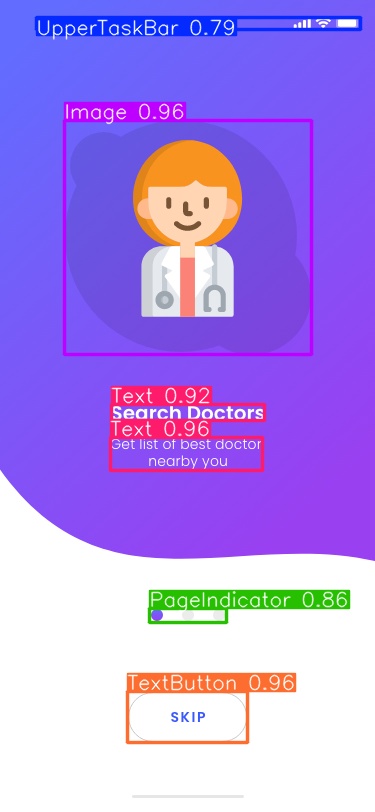 UpperTaskBar 0.79
Image 0.96
Text 0.92
Search Doctors
Text 0.96
Get list of best doctor
nearby you
PageIndicator 0.86
TextButton 0.96
SKIP